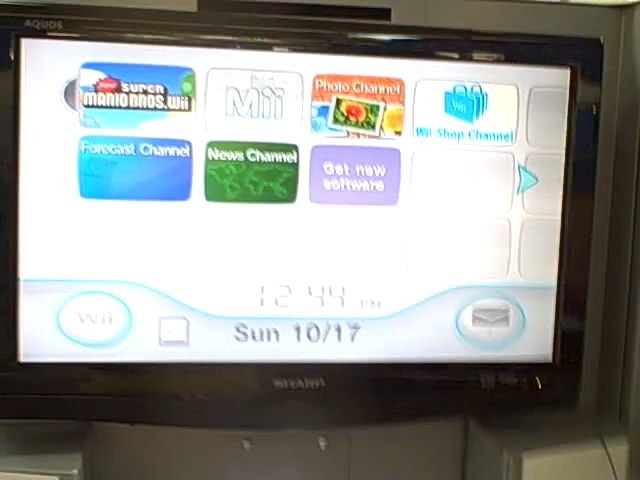 AQUOS
New SUPER
MARIO BROS. Wii
Mii
Photo Channel
Wii
Wii Shop Channel
Forecast Channel
News Channel
Get new
software
12:44 PM
Wii
Sun 10/17
SHARP